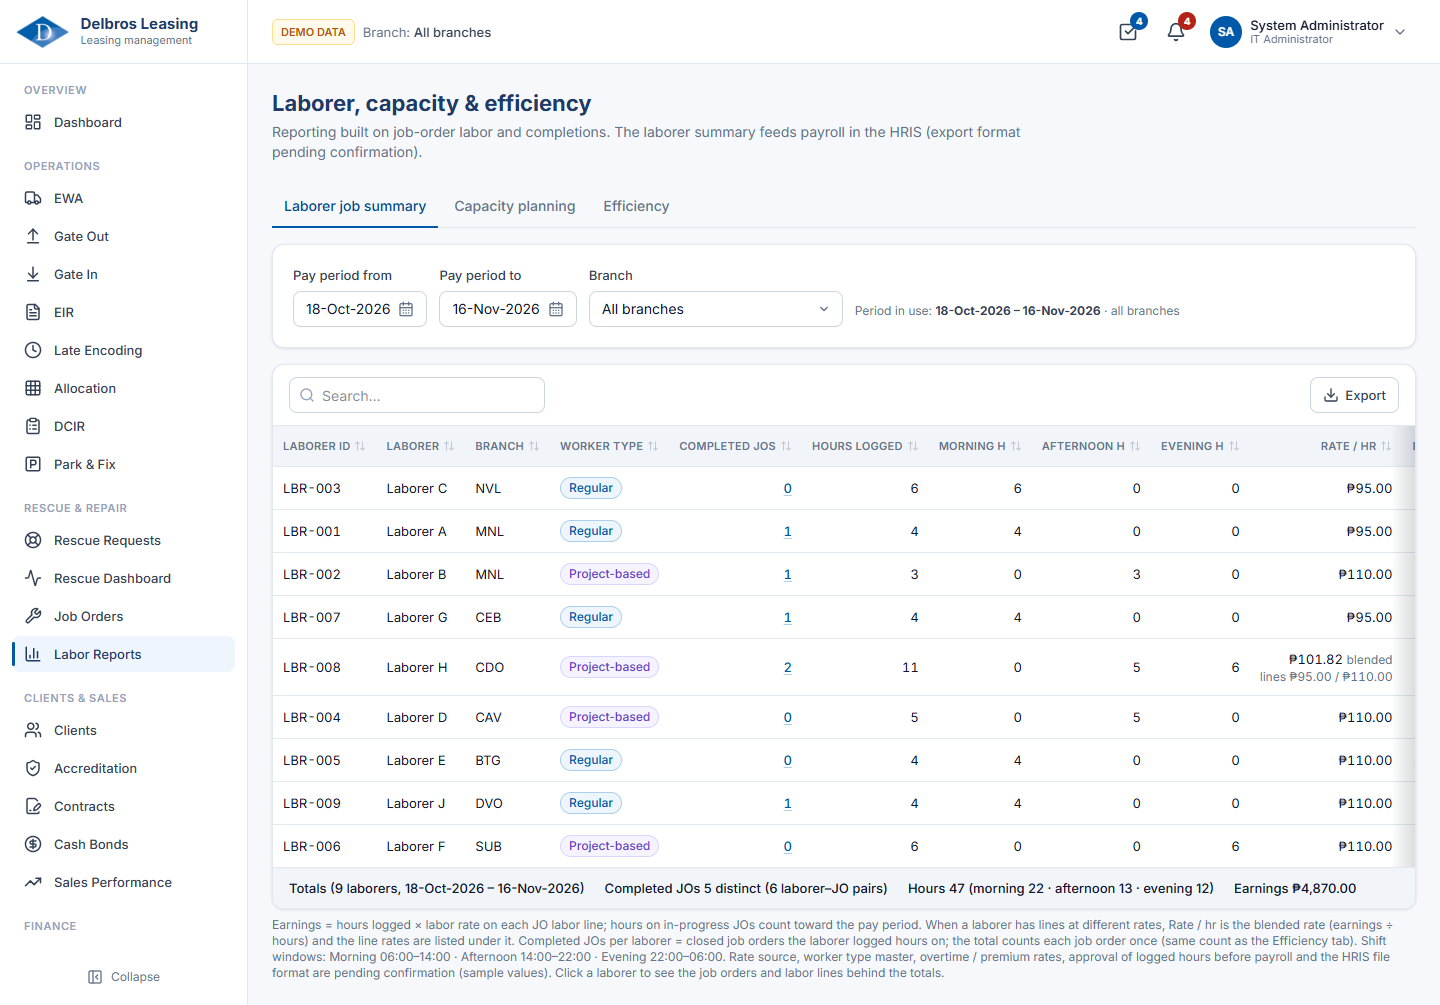 Delbros Leasing
Leasing management
DEMO DATA Branch: All branches
4
4
SA
System Administrator
IT Administrator
OVERVIEW
Dashboard
OPERATIONS
EWA
Gate Out
Gate In
EIR
Late Encoding
Allocation
DCIR
Park & Fix
RESCUE & REPAIR
Rescue Requests
Rescue Dashboard
Job Orders
Labor Reports
CLIENTS & SALES
Clients
Accreditation
Contracts
Cash Bonds
Sales Performance
FINANCE
Collapse
Laborer, capacity & efficiency
Reporting built on job-order labor and completions. The laborer summary feeds payroll in the HRIS (export format
pending confirmation).
Laborer job summary Capacity planning Efficiency
Pay period from Pay period to Branch
18-Oct-2026 16-Nov-2026 All branches Period in use: 18-Oct-2026 – 16-Nov-2026 · all branches
Search... Export
LABORER ID LABORER BRANCH WORKER TYPE COMPLETED JOS HOURS LOGGED MORNING H AFTERNOON H EVENING H RATE / HR
LBR-003 Laborer C NVL Regular 0 6 6 0 0 ₱95.00
LBR-001 Laborer A MNL Regular 1 4 4 0 0 ₱95.00
LBR-002 Laborer B MNL Project-based 1 3 0 3 0 ₱110.00
LBR-007 Laborer G CEB Regular 1 4 4 0 0 ₱95.00
LBR-008 Laborer H CDO Project-based 2 11 0 5 6 ₱101.82 blended
lines ₱95.00 / ₱110.00
LBR-004 Laborer D CAV Project-based 0 5 0 5 0 ₱110.00
LBR-005 Laborer E BTG Regular 0 4 4 0 0 ₱110.00
LBR-009 Laborer J DVO Regular 1 4 4 0 0 ₱110.00
LBR-006 Laborer F SUB Project-based 0 6 0 0 6 ₱110.00
Totals (9 laborers, 18-Oct-2026 – 16-Nov-2026) Completed JOs 5 distinct (6 laborer–JO pairs) Hours 47 (morning 22 · afternoon 13 · evening 12) Earnings ₱4,870.00
Earnings = hours logged × labor rate on each JO labor line; hours on in-progress JOs count toward the pay period. When a laborer has lines at different rates, Rate / hr is the blended rate (earnings ÷
hours) and the line rates are listed under it. Completed JOs per laborer = closed job orders the laborer logged hours on; the total counts each job order once (same count as the Efficiency tab). Shift
windows: Morning 06:00–14:00 · Afternoon 14:00–22:00 · Evening 22:00–06:00. Rate source, worker type master, overtime / premium rates, approval of logged hours before payroll and the HRIS file
format are pending confirmation (sample values). Click a laborer to see the job orders and labor lines behind the totals.